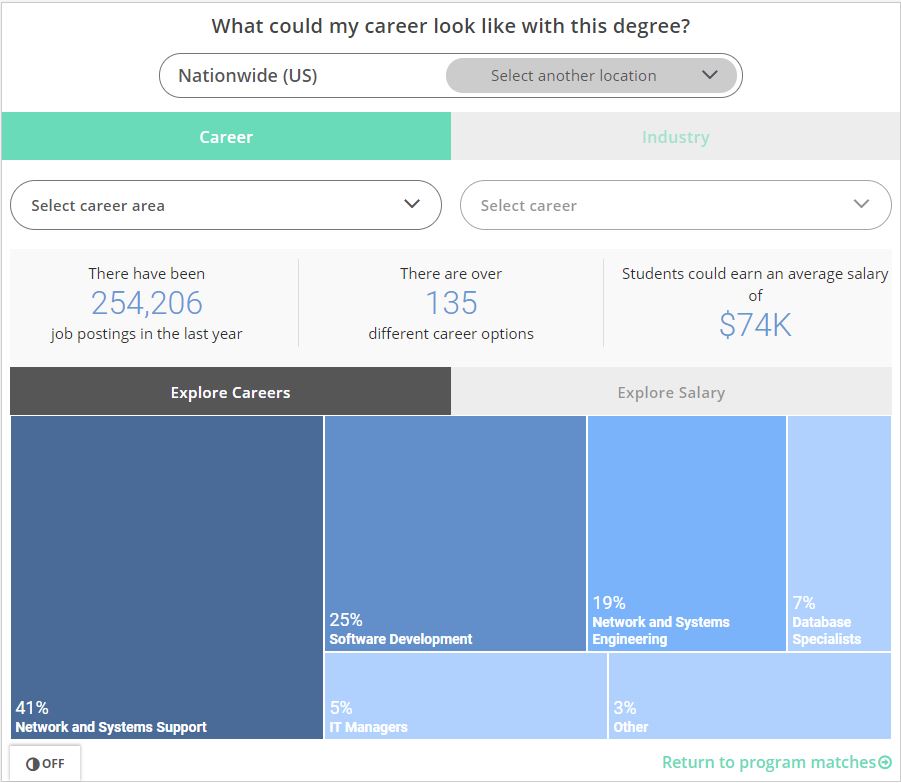 What could my career look like with this degree?
Nationwide (US)
Select another location
Career
Industry
Select career area
Select career
There have been
254,206
job postings in the last year
There are over
135
different career options
Students could earn an average salary
of
$74K
Explore Careers
Explore Salary
41%
Network and Systems Support
25%
Software Development
19%
Network and Systems
Engineering
7%
Database
Specialists
5%
IT Managers
3%
Other
OFF
Return to program matches